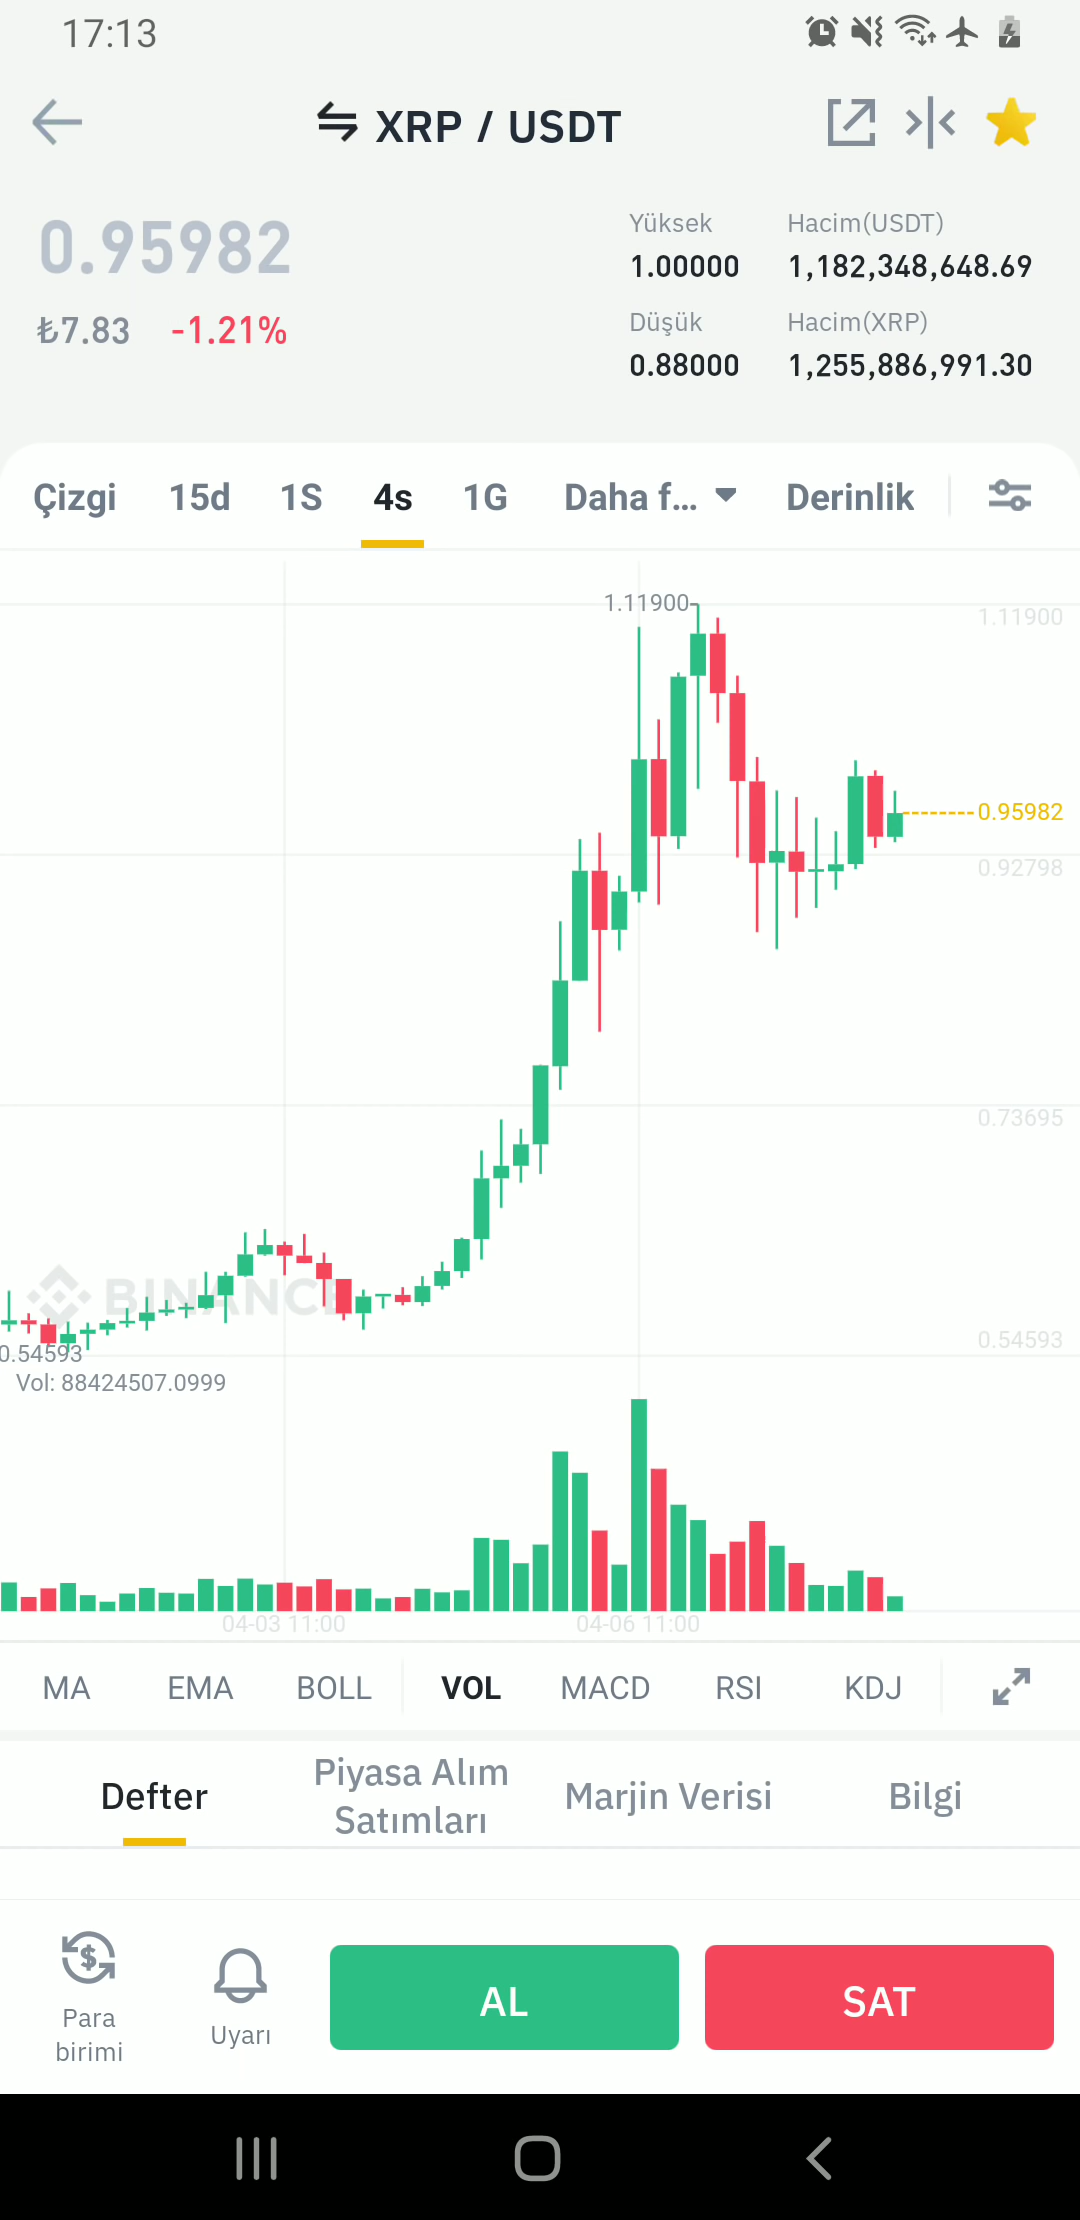 17:13
XRP / USDT
0.95982
₺7.83 -1.21%
Yüksek
1.00000
Hacim(USDT)
1,182,348,648.69
Düşük
0.88000
Hacim(XRP)
1,255,886,991.30
Çizgi 15d 1S 4s 1G Daha f... Derinlik
1.11900
1.11900
0.95982
0.92798
0.73695
BINANCE
0.54593
0.54593
Vol: 88424507.0999
04-03 11:00 04-06 11:00
MA EMA BOLL VOL MACD RSI KDJ
Defter
Piyasa Alım
Satımları
Marjin Verisi
Bilgi
Para
birimi
Uyarı
AL
SAT